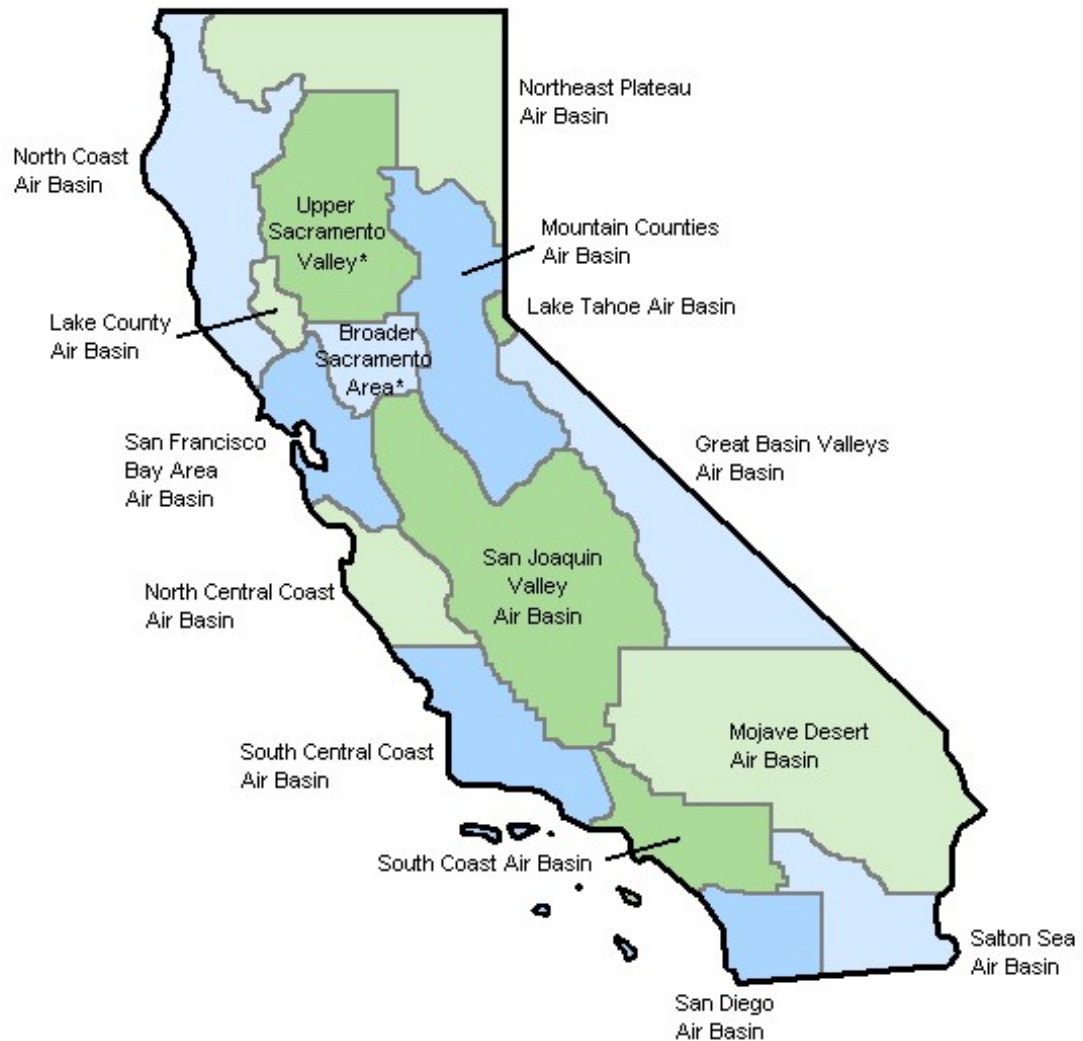 Northeast Plateau
Air Basin
North Coast
Air Basin
Upper
Sacramento
Valley*
Mountain Counties
Air Basin
Lake Tahoe Air Basin
Lake County
Air Basin
Broader
Sacramento
Area*
San Francisco
Bay Area
Air Basin
Great Basin Valleys
Air Basin
San Joaquin
Valley
Air Basin
North Central Coast
Air Basin
Mojave Desert
Air Basin
South Central Coast
Air Basin
South Coast Air Basin
Salton Sea
Air Basin
San Diego
Air Basin